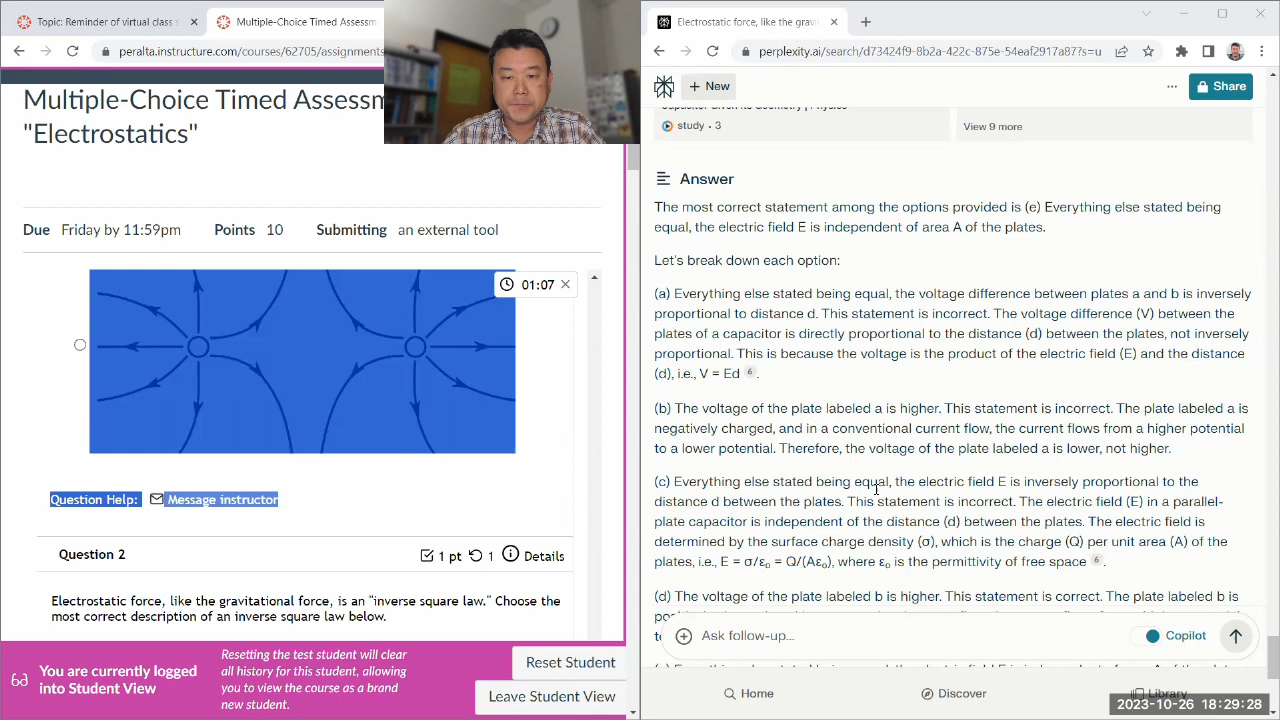 Topic: Reminder of virtual class s
Multiple-Choice Timed Assessm
peralta.instructure.com/courses/62705/assignments
Multiple-Choice Timed Assessm
"Electrostatics"
Due Friday by 11:59pm Points 10 Submitting an external tool
01:07
Question Help: Message instructor
Question 2
1 pt 1 Details
Electrostatic force, like the gravitational force, is an "inverse square law." Choose the
most correct description of an inverse square law below.
You are currently logged
into Student View
Resetting the test student will clear
all history for this student, allowing
you to view the course as a brand
new student.
Reset Student
Leave Student View
Electrostatic force, like the gravi
perplexity.ai/search/d73424f9-8b2a-422c-875e-54eaf2917a87?s=u
New
Share
study · 3
View 9 more
Answer
The most correct statement among the options provided is (e) Everything else stated being
equal, the electric field E is independent of area A of the plates.
Let's break down each option:
(a) Everything else stated being equal, the voltage difference between plates a and b is inversely
proportional to distance d. This statement is incorrect. The voltage difference (V) between the
plates of a capacitor is directly proportional to the distance (d) between the plates, not inversely
proportional. This is because the voltage is the product of the electric field (E) and the distance
(d), i.e., V = Ed 6 .
(b) The voltage of the plate labeled a is higher. This statement is incorrect. The plate labeled a is
negatively charged, and in a conventional current flow, the current flows from a higher potential
to a lower potential. Therefore, the voltage of the plate labeled a is lower, not higher.
(c) Everything else stated being equal, the electric field E is inversely proportional to the
distance d between the plates. This statement is incorrect. The electric field (E) in a parallel-
plate capacitor is independent of the distance (d) between the plates. The electric field is
determined by the surface charge density (σ), which is the charge (Q) per unit area (A) of the
plates, i.e., E = σ/ε₀ = Q/(Aε₀), where ε₀ is the permittivity of free space 6 .
(d) The voltage of the plate labeled b is higher. This statement is correct. The plate labeled b is
Ask follow-up...
Copilot
Home
Discover
Library
2023-10-26 18:29:28